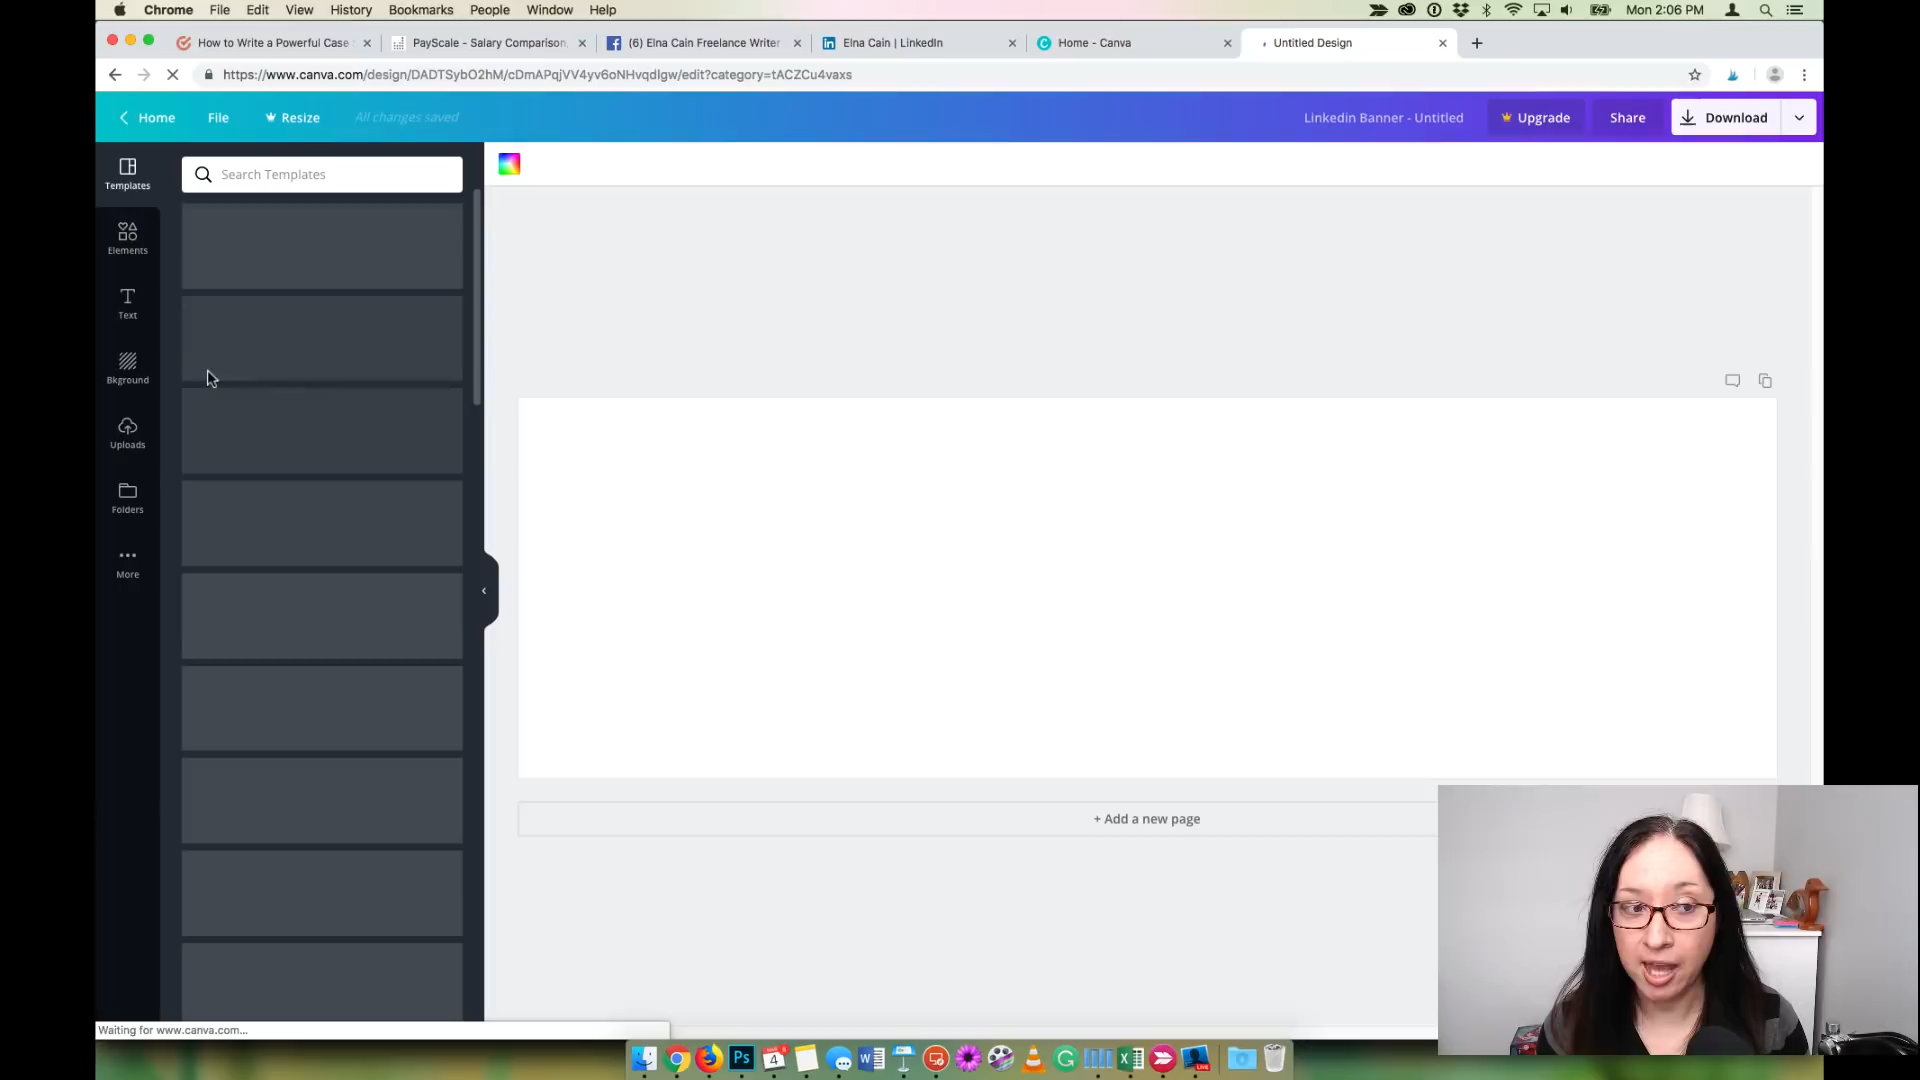 Chrome File Edit View History Bookmarks People Window Help Mon 2:06 PM
How to Write a Powerful Case PayScale - Salary Comparison, (6) Elna Cain Freelance Writer Elna Cain | LinkedIn Home - Canva Untitled Design
https://www.canva.com/design/DADTSybO2hM/cDmAPqjVV4yv6oNHvqdlgw/edit?category=tACZCu4vaxs
Home File Resize All changes saved Linkedin Banner - Untitled Upgrade Share Download
Templates
Search Templates
Elements
Text
Bkground
Uploads
Folders
More
+ Add a new page
Waiting for www.canva.com...
Ps
4
W
X
LIVE